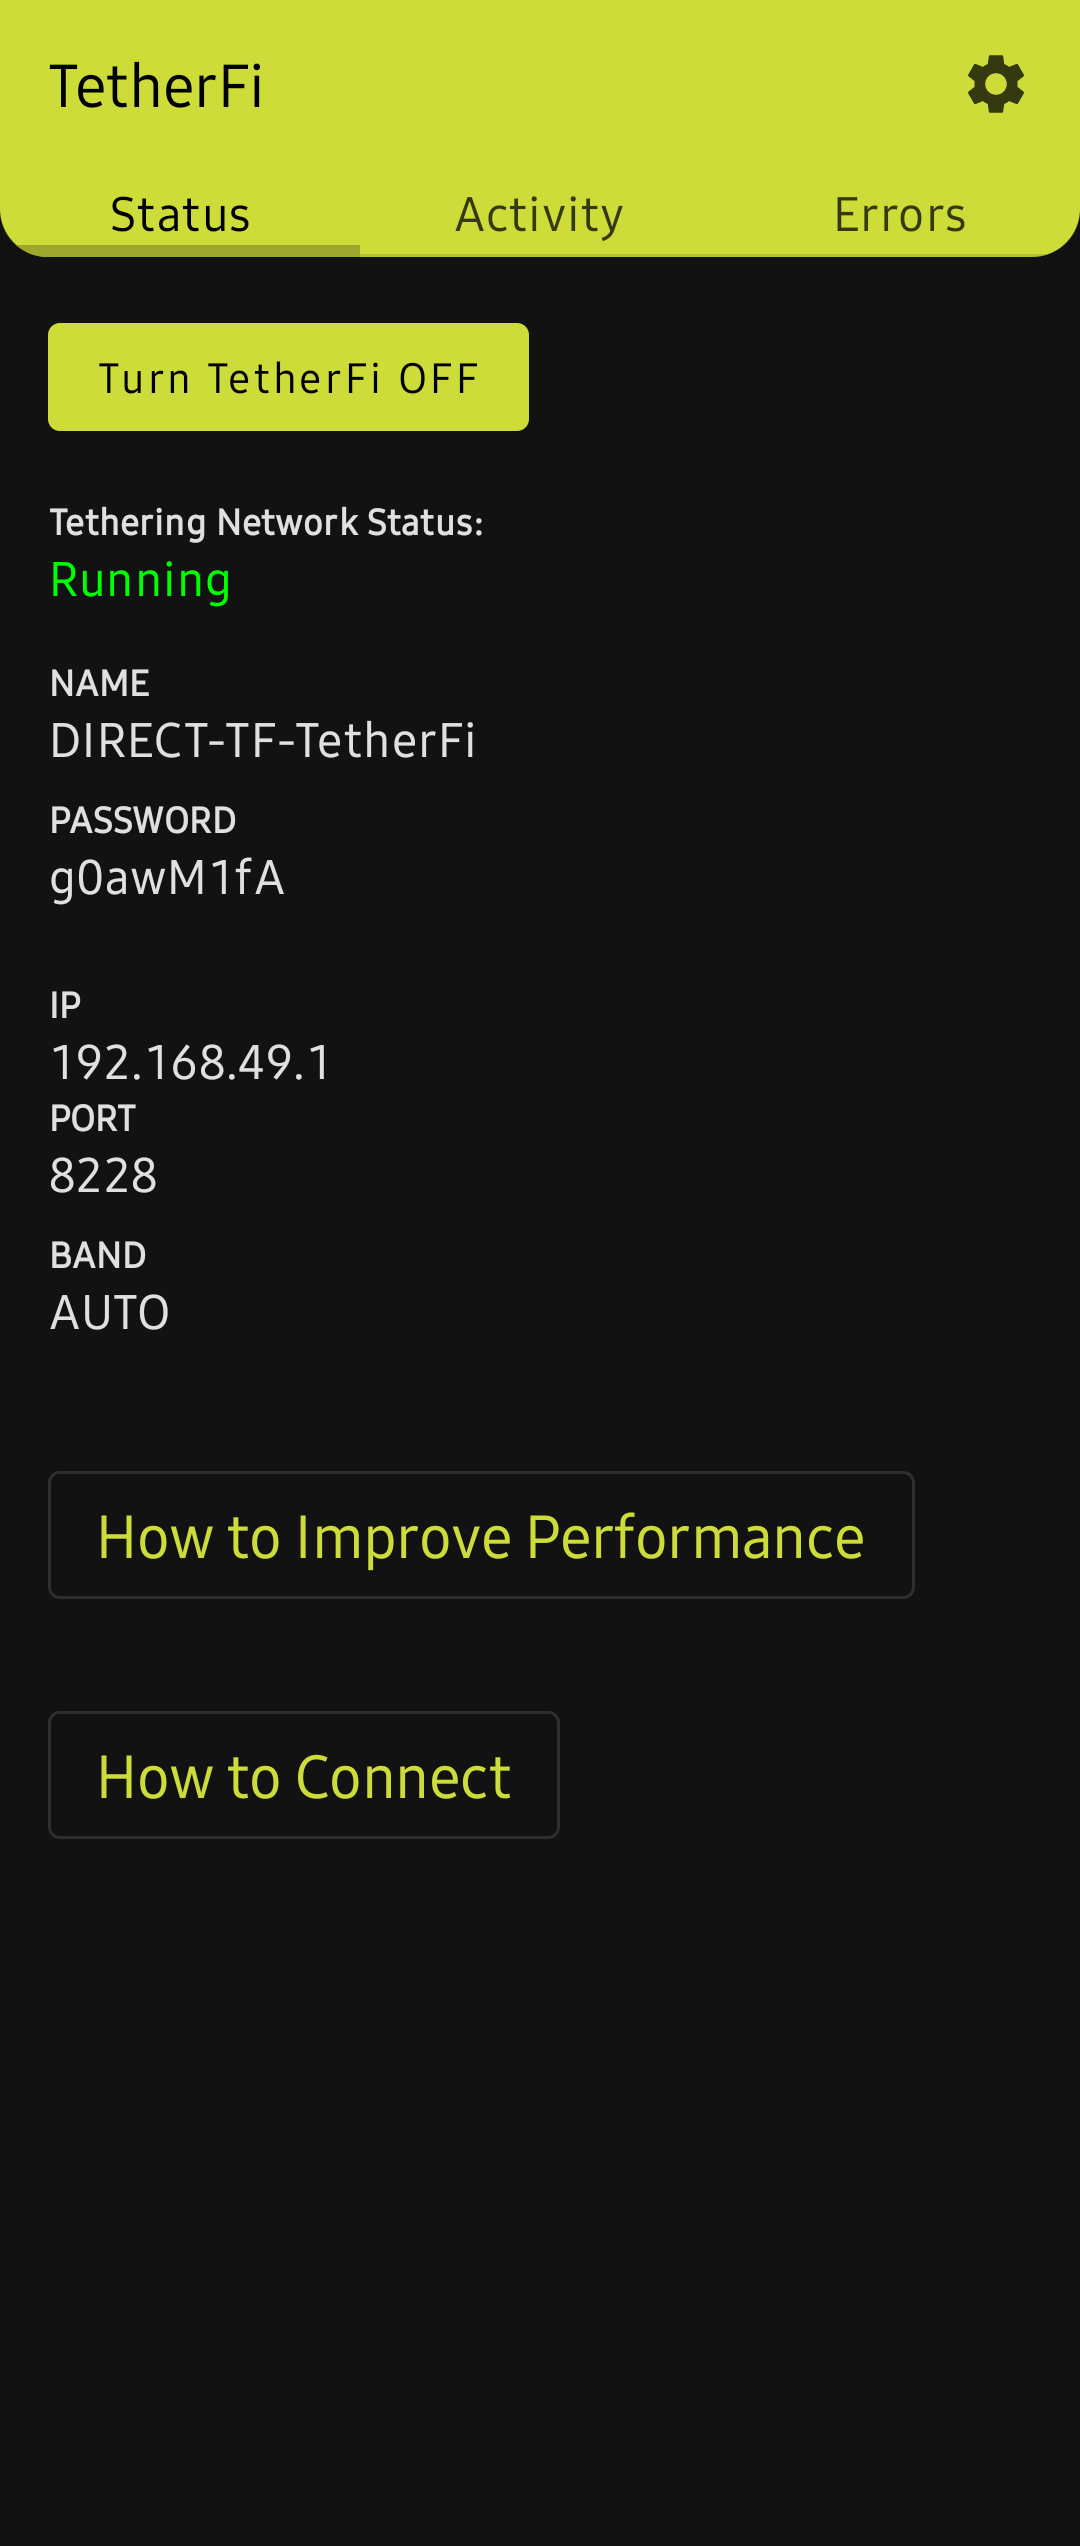 TetherFi
Status Activity Errors
Turn TetherFi OFF
Tethering Network Status:
Running
NAME
DIRECT-TF-TetherFi
PASSWORD
g0awM1fA
IP
192.168.49.1
PORT
8228
BAND
AUTO
How to Improve Performance
How to Connect